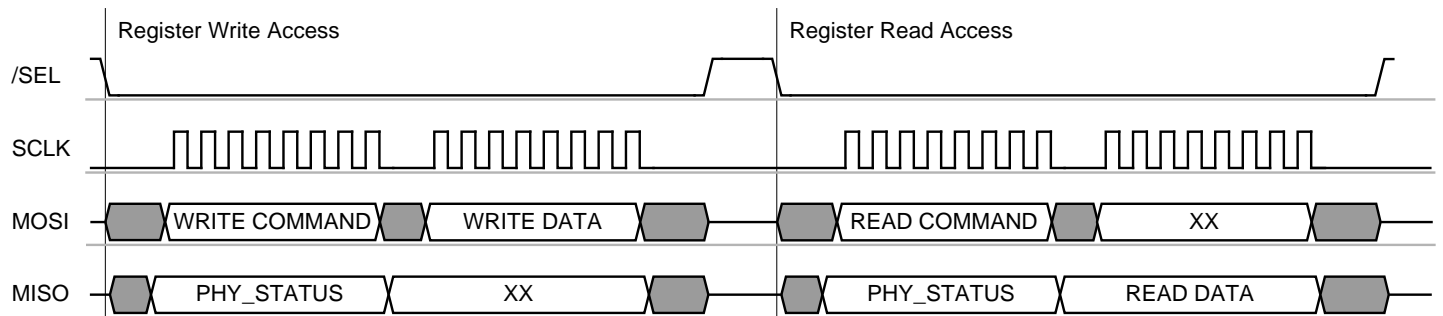 Register Write Access Register Read Access
/SEL
SCLK
MOSI WRITE COMMAND WRITE DATA READ COMMAND XX
MISO PHY_STATUS XX PHY_STATUS READ DATA